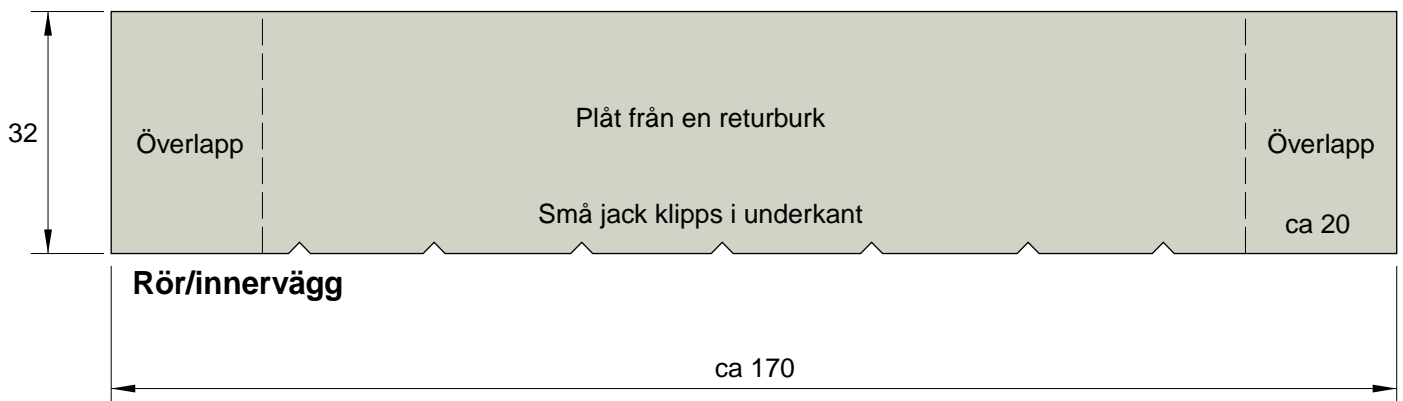 Plåt från en returburk
32
Överlapp
Överlapp
Små jack klipps i underkant
ca 20
Rör/innervägg
ca 170